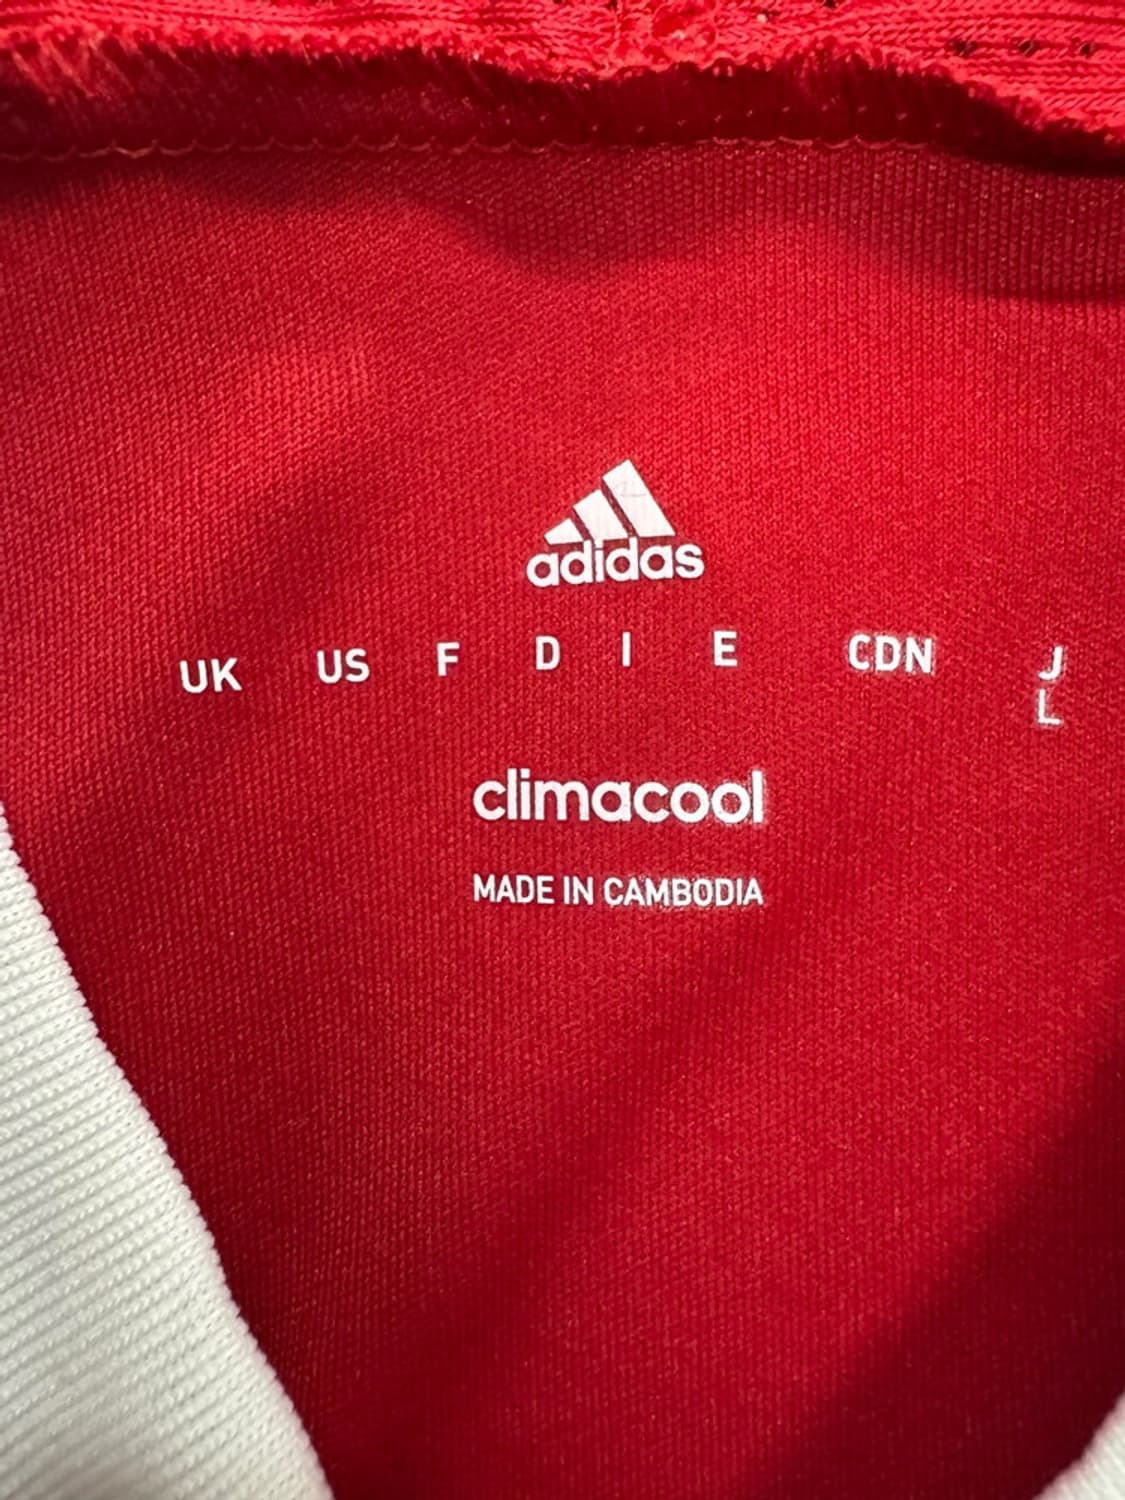 adidas
UK US F D I E CDN J
L
climacool
MADE IN CAMBODIA